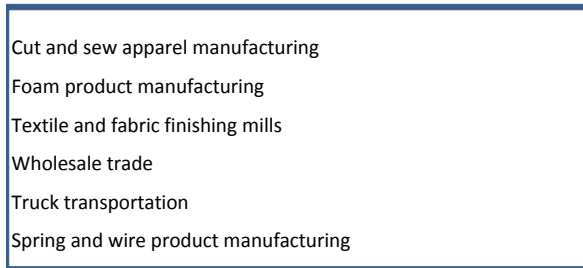 Cut and sew apparel manufacturing
Foam product manufacturing
Textile and fabric finishing mills
Wholesale trade
Truck transportation
Spring and wire product manufacturing